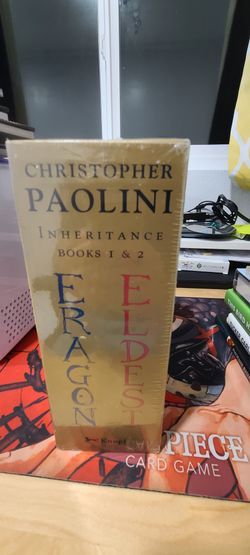 CHRISTOPHER
PAOLINI
INHERITANCE
BOOKS 1 & 2
ERAGON
ELDEST
Knopf
PIECE
CARD GAME